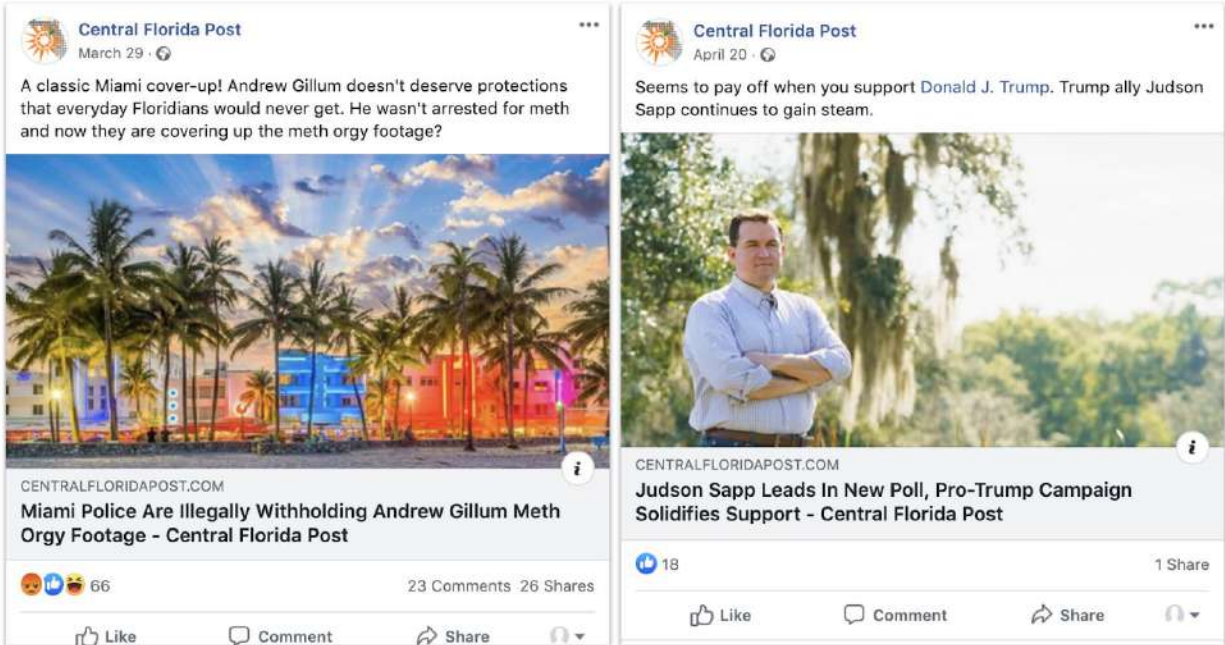 Central Florida Post
March 29 ·
A classic Miami cover-up! Andrew Gillum doesn't deserve protections
that everyday Floridians would never get. He wasn't arrested for meth
and now they are covering up the meth orgy footage?
CENTRALFLORIDAPOST.COM
Miami Police Are Illegally Withholding Andrew Gillum Meth
Orgy Footage - Central Florida Post
66
23 Comments 26 Shares
Like Comment Share
Central Florida Post
April 20 ·
Seems to pay off when you support Donald J. Trump. Trump ally Judson
Sapp continues to gain steam.
CENTRALFLORIDAPOST.COM
Judson Sapp Leads In New Poll, Pro-Trump Campaign
Solidifies Support - Central Florida Post
18
1 Share
Like Comment Share